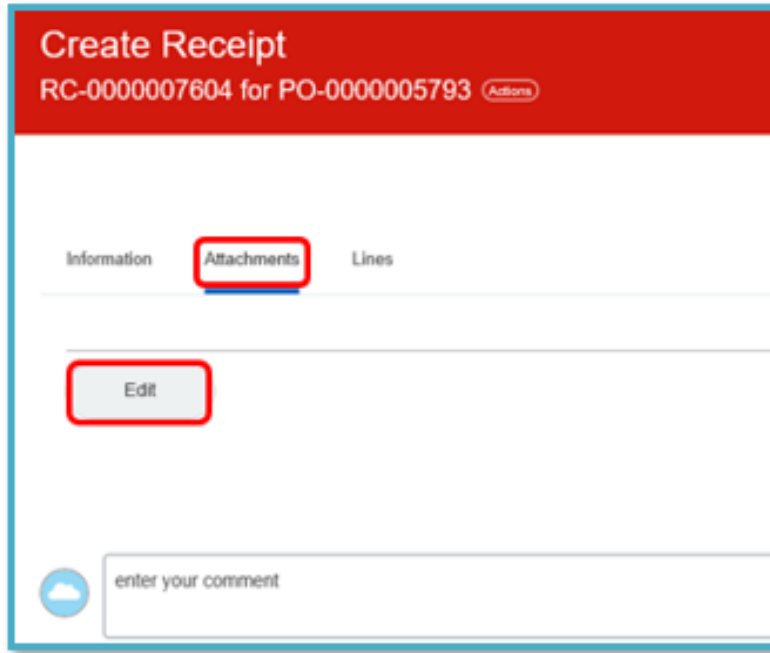 Create Receipt
RC-0000007604 for PO-0000005793 Actions
Information Attachments Lines
Edit
enter your comment